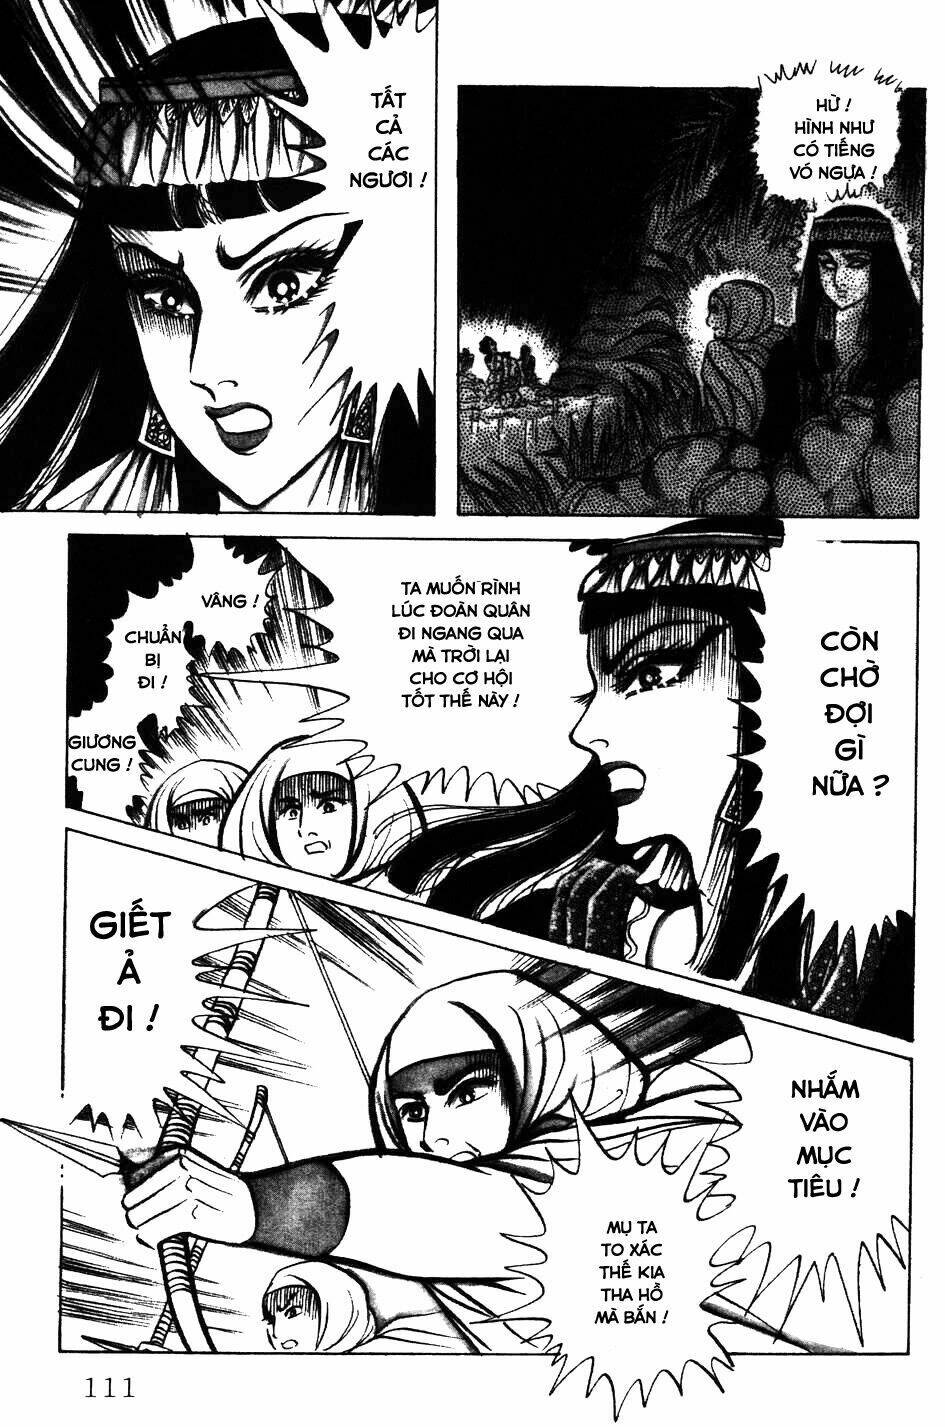 HỪ !
HÌNH NHƯ
CÓ TIẾNG
VÓ NGỰA !
TẤT
CẢ
CÁC
NGƯƠI !
VÂNG !
CHUẨN
BỊ
ĐI !
GIƯƠNG
CUNG !
TA MUỐN RÌNH
LÚC ĐOÀN QUÂN
ĐI NGANG QUA
MÀ TRỜI LẠI
CHO CƠ HỘI
TỐT THẾ NÀY !
CÒN
CHỜ
ĐỢI
GÌ
NỮA ?
GIẾT
Ả
ĐI !
NHẮM
VÀO
MỤC
TIÊU !
MỤ TA
TO XÁC
THẾ KIA
THA HỒ
MÀ BẮN !
111